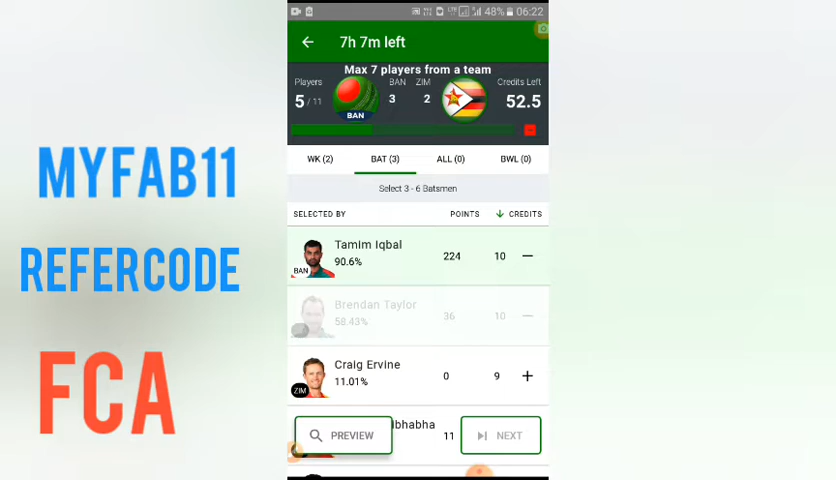 MYFAB11
REFERCODE
FCA
48% 06:22
7h 7m left
Max 7 players from a team
Players
5 / 11
BAN
BAN
3
ZIM
2
Credits Left
52.5
WK (2) BAT (3) ALL (0) BWL (0)
Select 3 - 6 Batsmen
SELECTED BY POINTS CREDITS
Tamim Iqbal
90.6% 224 10
BAN
Brendan Taylor
58.43% 36 10
Craig Ervine
11.01% 0 9
ZIM
ibhabha
11
PREVIEW
NEXT